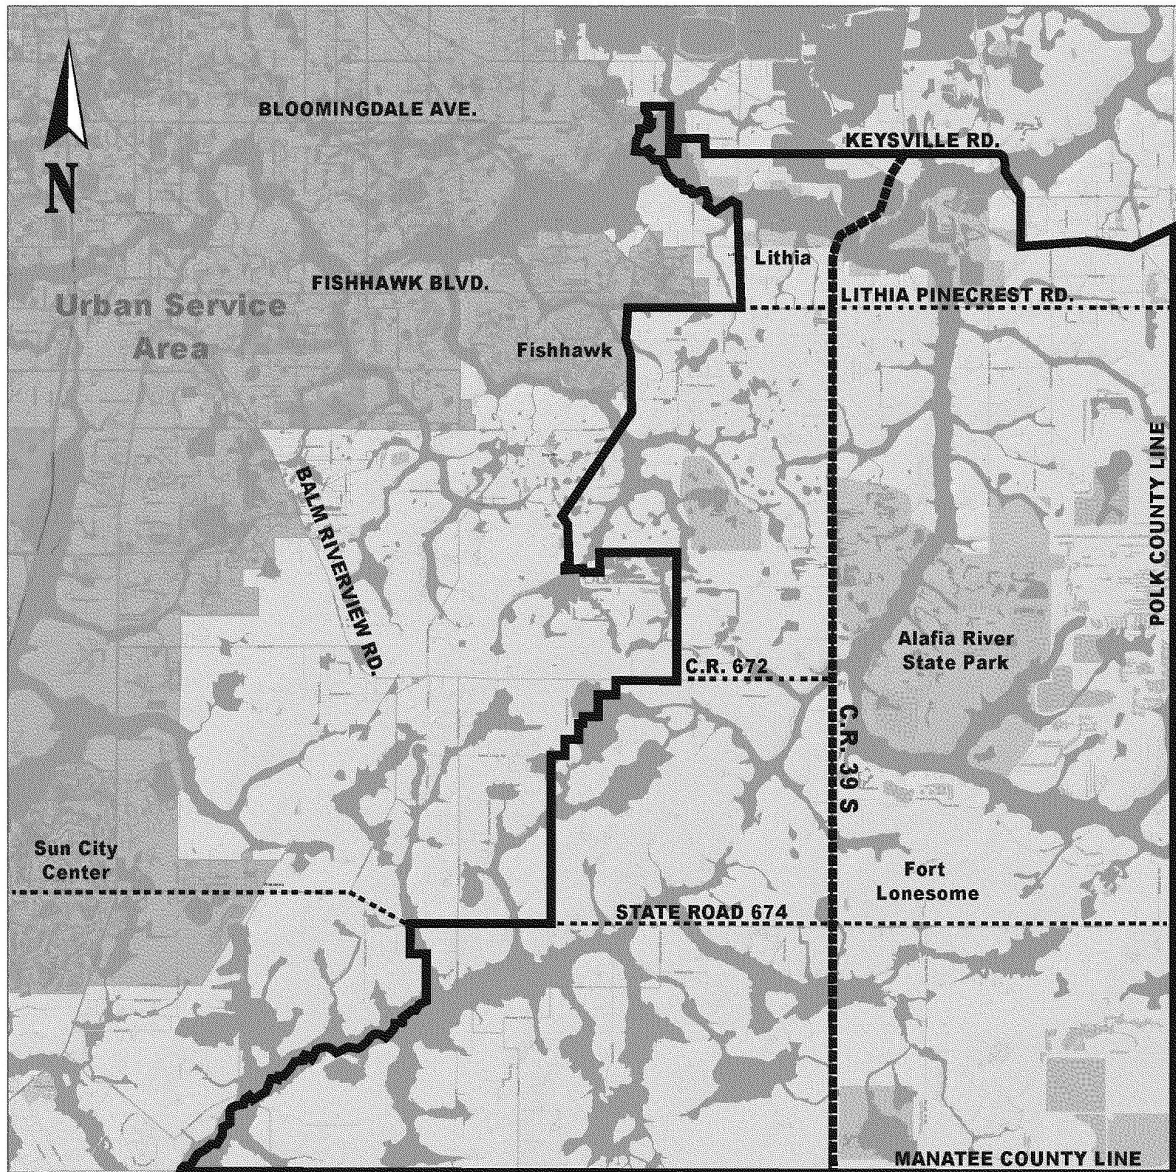 BLOOMINGDALE AVE.
KEYSVILLE RD.
N
Lithia
FISHHAWK BLVD.
LITHIA PINECREST RD.
Urban Service
Area
Fishhawk
POLK COUNTY LINE
BALM RIVERVIEW RD.
Alafia River
State Park
C.R. 672
C.R. 39 S
Sun City
Center
Fort
Lonesome
STATE ROAD 674
MANATEE COUNTY LINE